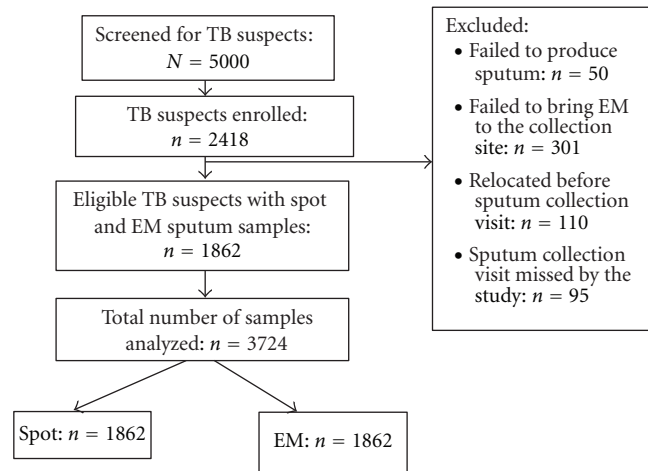 Screened for TB suspects:
N = 5000
TB suspects enrolled:
n = 2418
Eligible TB suspects with spot
and EM sputum samples:
n = 1862
Total number of samples
analyzed: n = 3724
Spot: n = 1862
EM: n = 1862
Excluded:
• Failed to produce
sputum: n = 50
• Failed to bring EM
to the collection
site: n = 301
• Relocated before
sputum collection
visit: n = 110
• Sputum collection
visit missed by the
study: n = 95